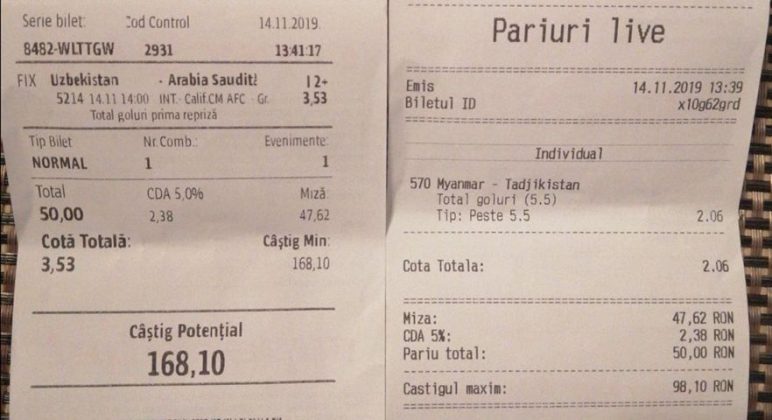 Serie bilet: Cod Control 14.11.2019
8482-WLTTGW 2931 13:41:17
FIX Uzbekistan - Arabia Saudit! I 2+
5214 14.11 14:00 INT.- Calif.CM AFC - Gr. 3,53
Total goluri prima repriză
Tip Bilet Nr Comb.: Evenimente:
NORMAL 1 1
Total CDA 5,0% Miză
50,00 2,38 47,62
Cotă Totală: Câştig Min:
3,53 168,10
Câştig Potenţial
168,10
Pariuri live
Emis 14.11.2019 13:39
Biletul ID x10g62grd
Individual
570 Myanmar - Tadjikistan
Total goluri (5.5)
Tip: Peste 5.5 2.06
Cota Totala: 2.06
Miza: 47,62 RON
CDA 5%: 2,38 RON
Pariu total: 50,00 RON
Castigul maxim: 98,10 RON